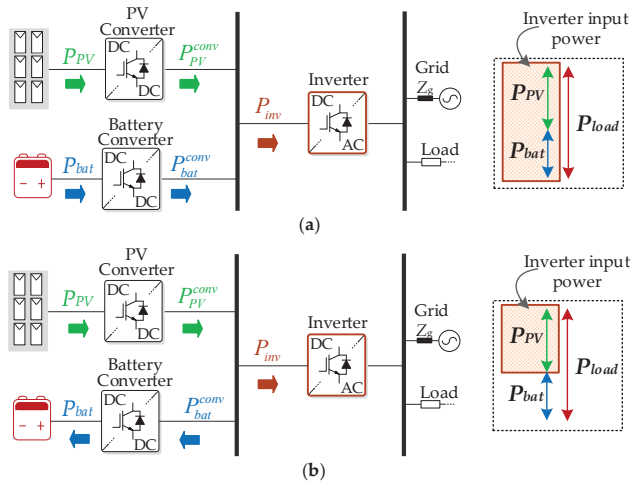 PV
Converter
P_PV
DC
DC
P_PV^conv
Battery
Converter
P_bat
DC
DC
P_bat^conv
P_inv
Inverter
DC
AC
Grid
Z_g
Load
Inverter input
power
P_PV
P_bat
P_load
(a)
PV
Converter
P_PV
DC
DC
P_PV^conv
Battery
Converter
P_bat
DC
DC
P_bat^conv
P_inv
Inverter
DC
AC
Grid
Z_g
Load
Inverter input
power
P_PV
P_bat
P_load
(b)